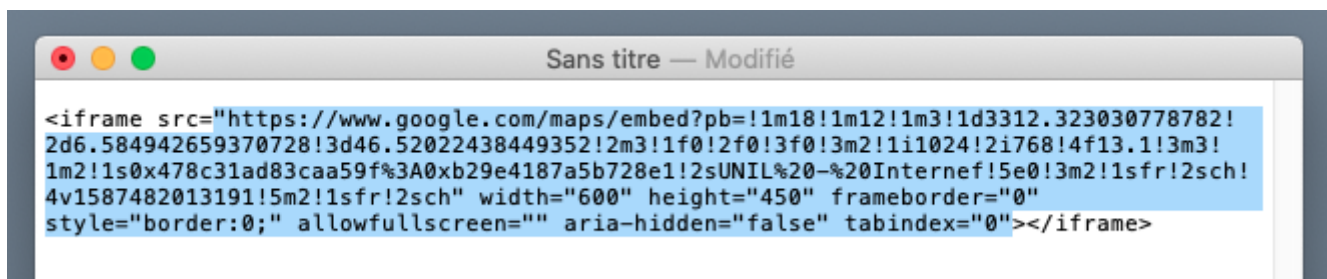 Sans titre — Modifié
<iframe src="https://www.google.com/maps/embed?pb=!1m18!1m12!1m3!1d3312.323030778782!
2d6.584942659370728!3d46.52022438449352!2m3!1f0!2f0!3f0!3m2!1i1024!2i768!4f13.1!3m3!
1m2!1s0x478c31ad83caa59f%3A0xb29e4187a5b728e1!2sUNIL%20-%20Internef!5e0!3m2!1sfr!2sch!
4v1587482013191!5m2!1sfr!2sch" width="600" height="450" frameborder="0"
style="border:0;" allowfullscreen="" aria-hidden="false" tabindex="0"></iframe>